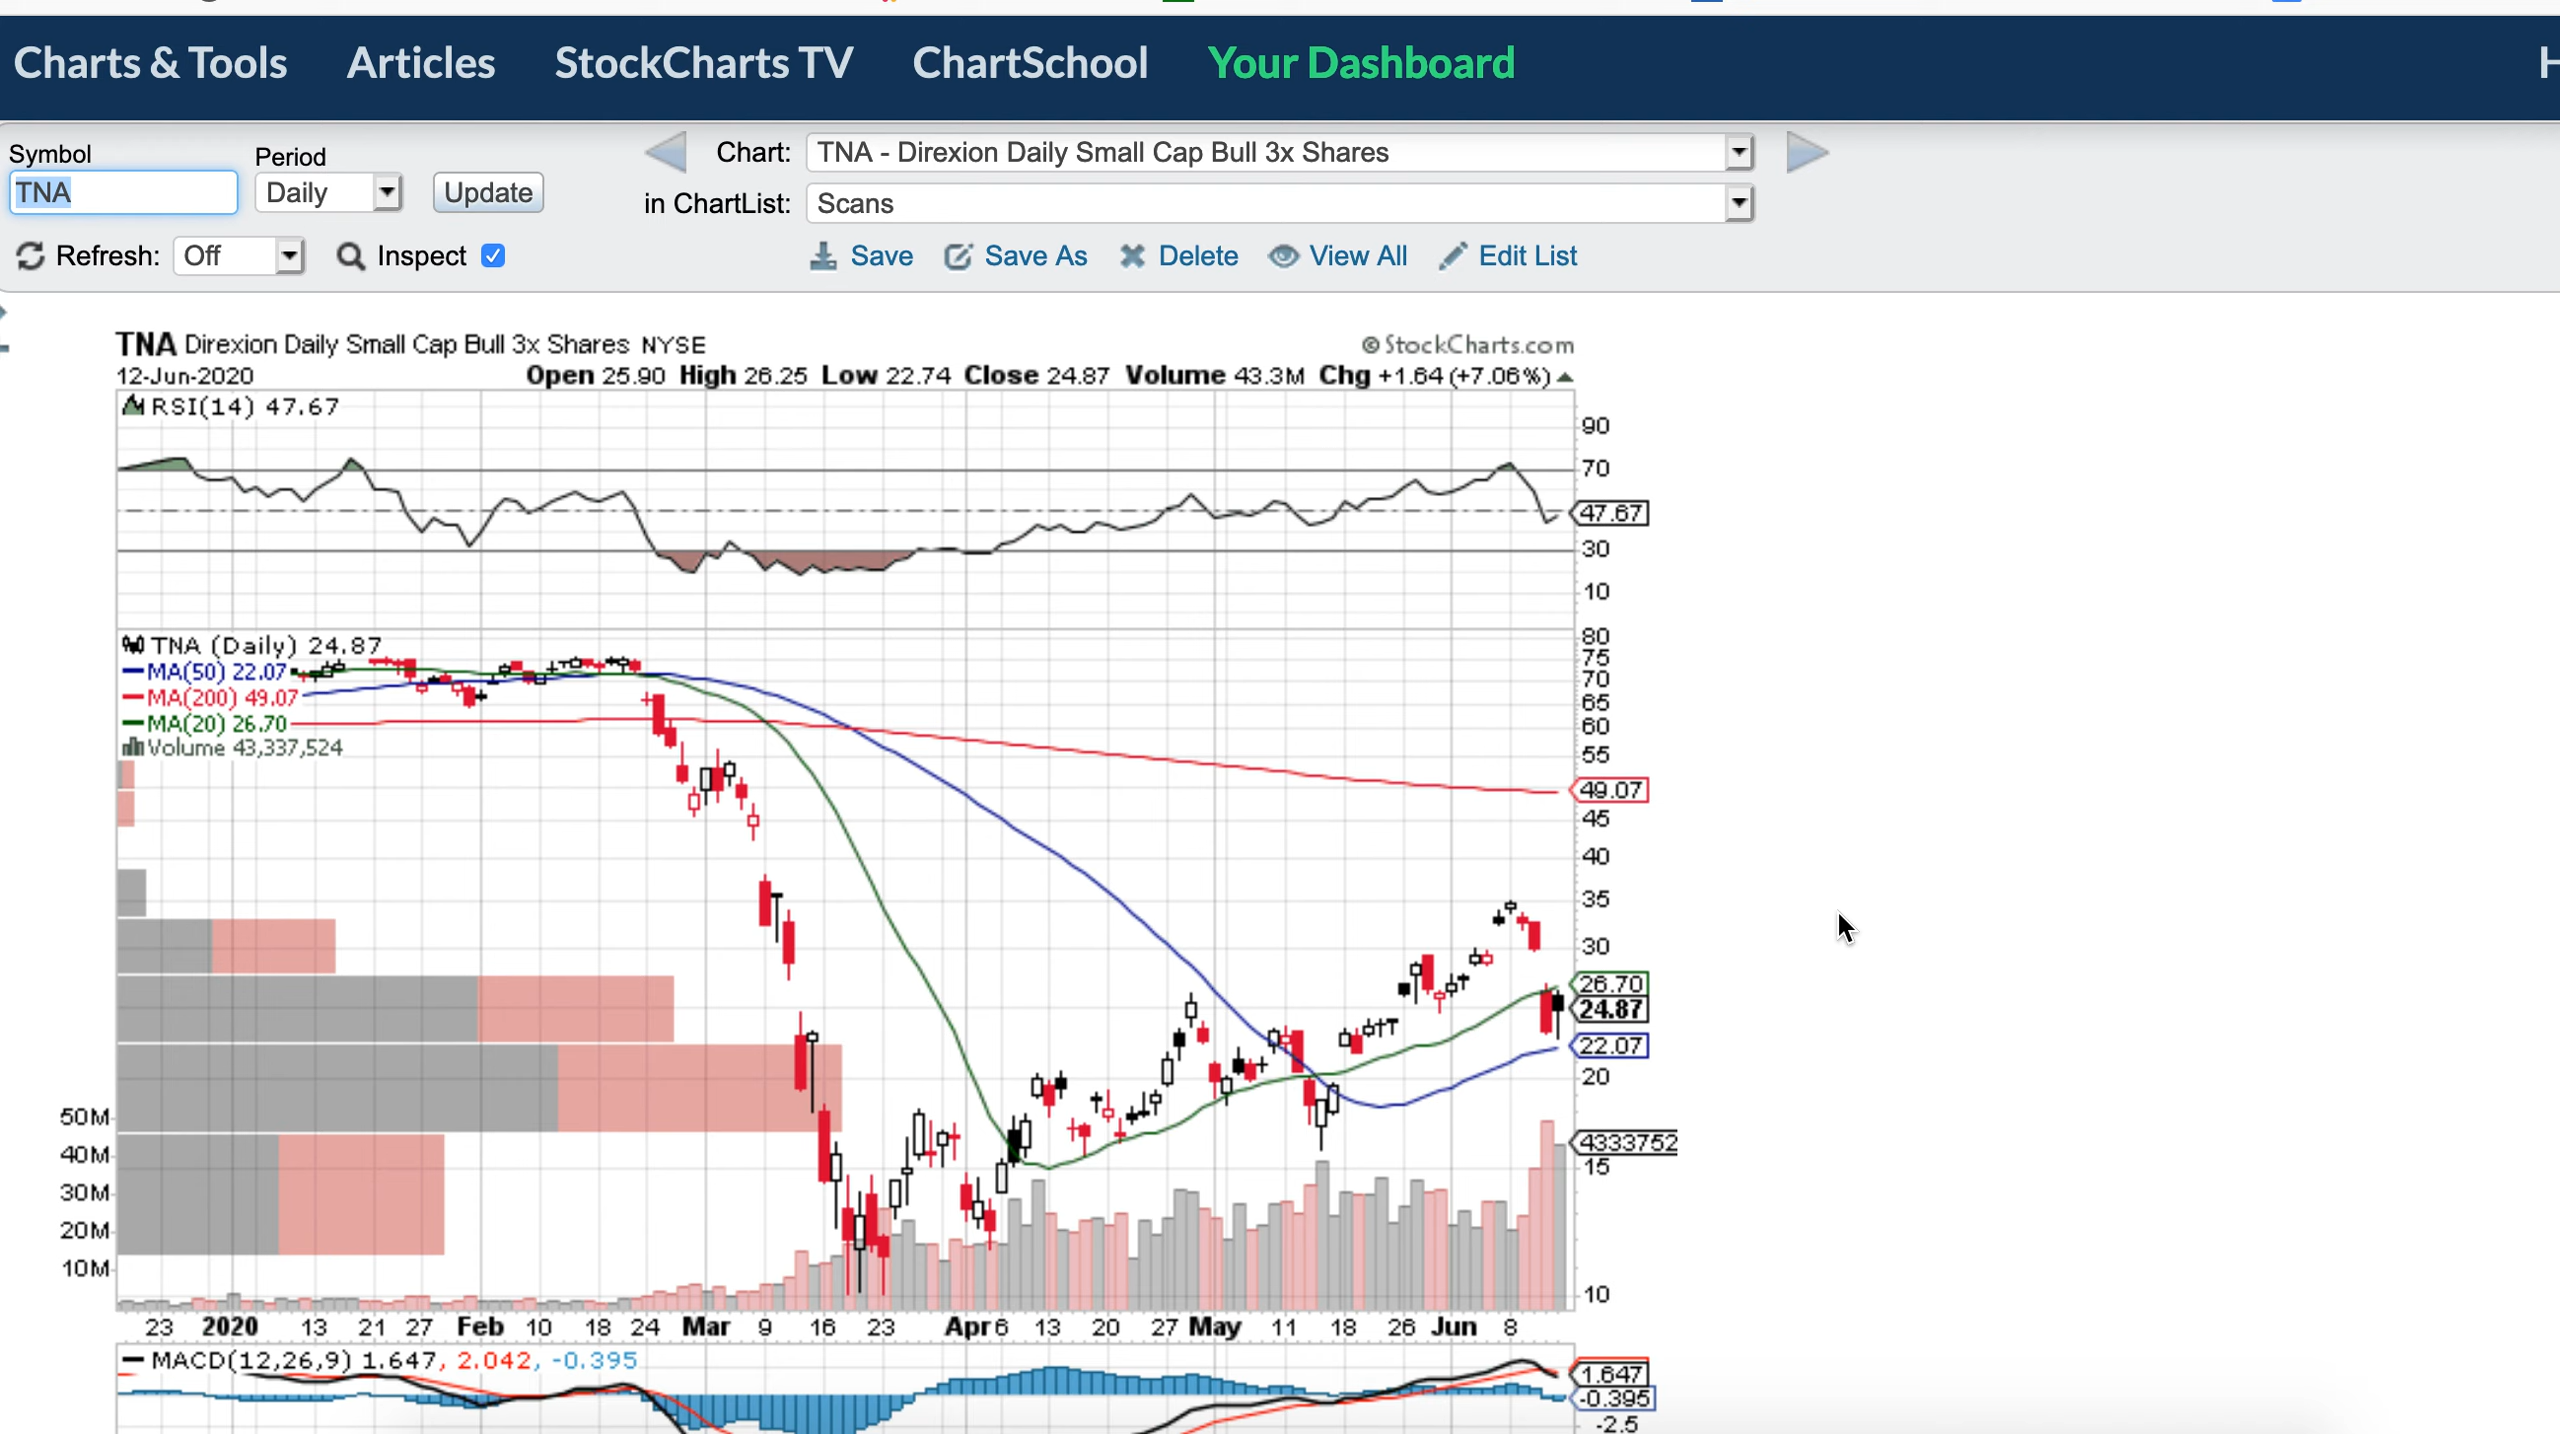 Charts & Tools Articles StockCharts TV ChartSchool Your Dashboard H
Symbol Period Chart: TNA - Direxion Daily Small Cap Bull 3x Shares
TNA Daily Update in ChartList: Scans
Refresh: Off Inspect Save Save As Delete View All Edit List
TNA Direxion Daily Small Cap Bull 3x Shares NYSE © StockCharts.com
12-Jun-2020 Open 25.90 High 26.25 Low 22.74 Close 24.87 Volume 43.3M Chg +1.64 (+7.06%)
RSI(14) 47.67
90
70
47.67
30
10
TNA (Daily) 24.87
MA(50) 22.07
MA(200) 49.07
MA(20) 26.70
Volume 43,337,524
80
75
70
65
60
55
49.07
45
40
35
30
26.70
24.87
22.07
20
4333752
15
10
50M
40M
30M
20M
10M
23 2020 13 21 27 Feb 10 18 24 Mar 9 16 23 Apr 6 13 20 27 May 11 18 26 Jun 8
MACD(12,26,9) 1.647, 2.042, -0.395
1.647
-0.395
-2.5